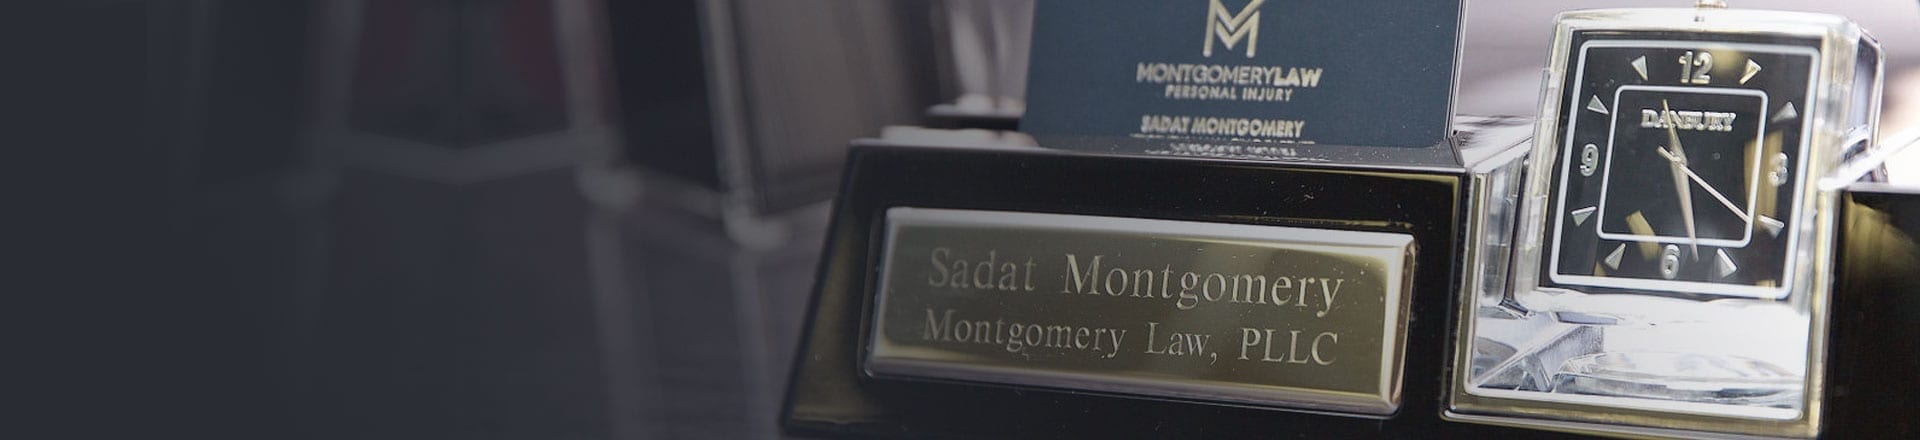 MONTGOMERYLAW
PERSONAL INJURY
SADAT MONTGOMERY
12
DANBURY
9
3
6
Sadat Montgomery
Montgomery Law, PLLC